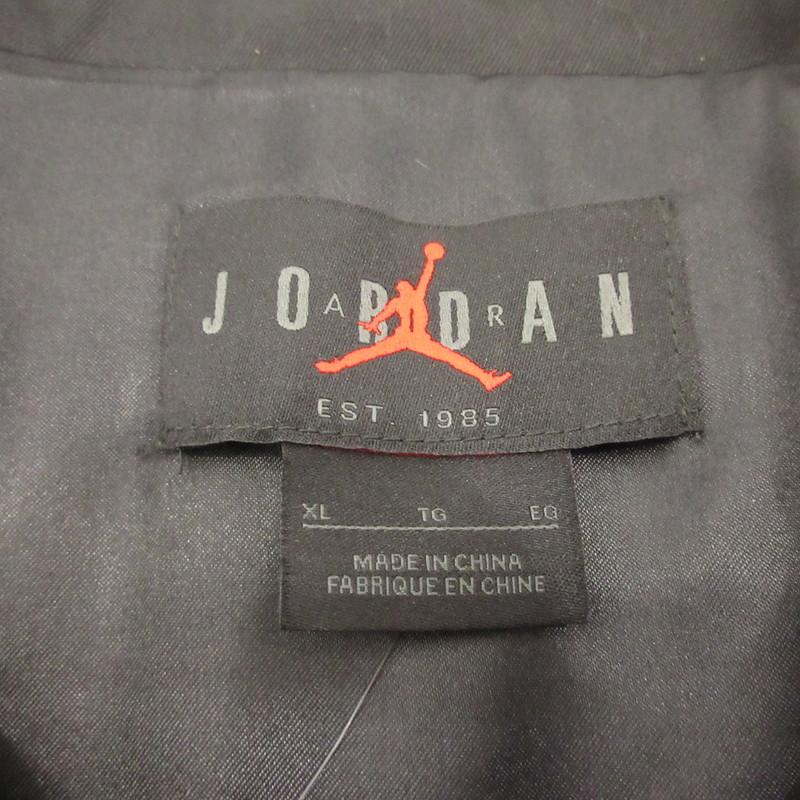 JORDAN
AIR
EST. 1985
XL TG EG
MADE IN CHINA
FABRIQUE EN CHINE